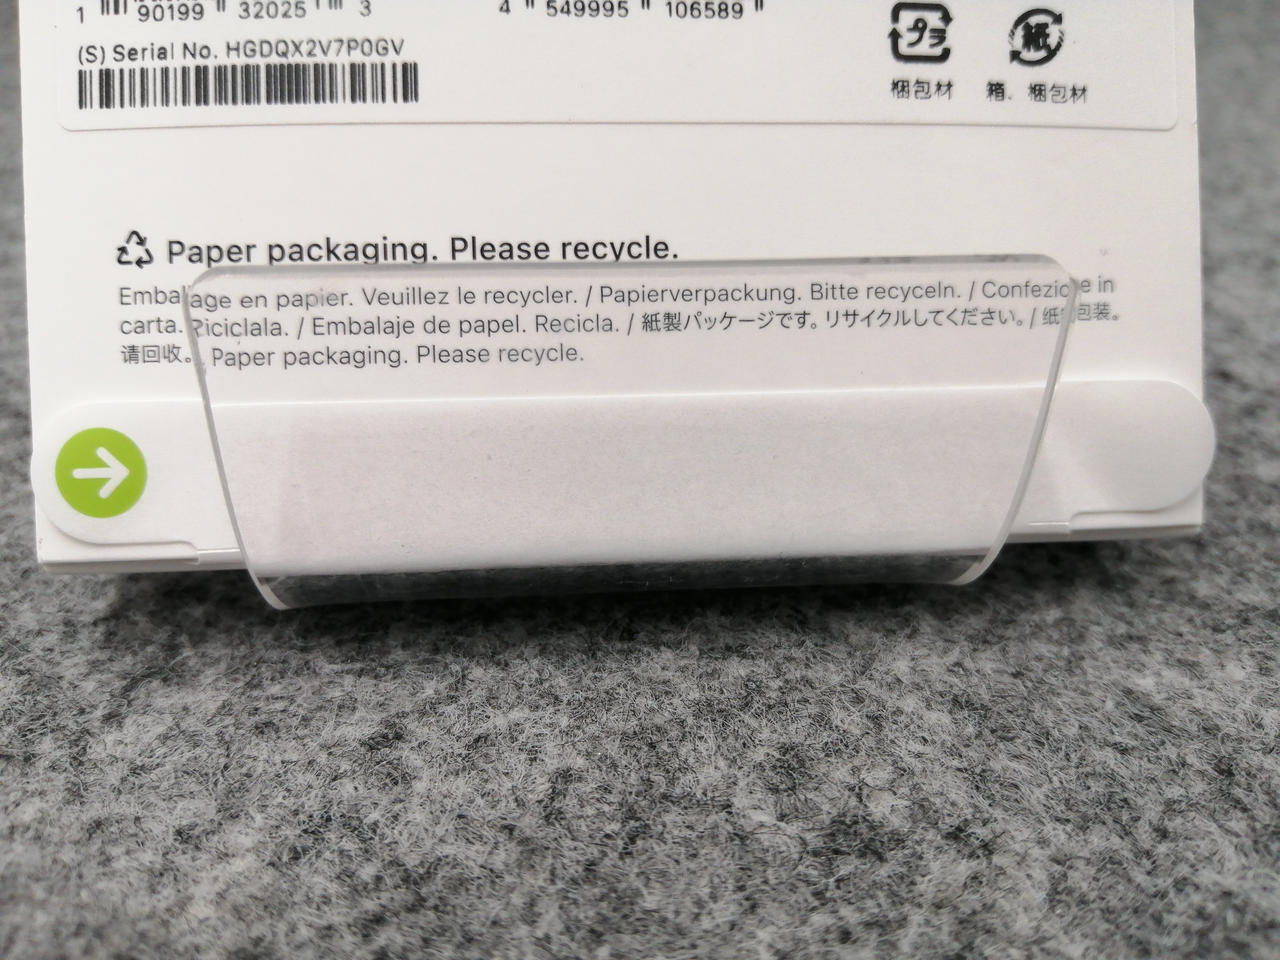 1 90199 32025 3
4 549995 106589
(S) Serial No. HGDQX2V7P0GV
プラ
紙
梱包材
箱、梱包材
Paper packaging. Please recycle.
Emballage en papier. Veuillez le recycler. / Papierverpackung. Bitte recyceln. / Confezione in
carta. Riciclala. / Embalaje de papel. Recicla. / 紙製パッケージです。リサイクルしてください。/ 纸制包装。
请回收。 Paper packaging. Please recycle.